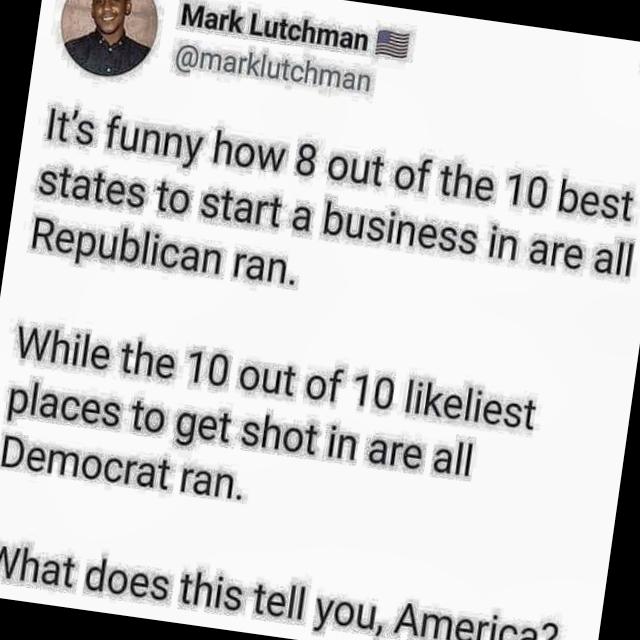 Mark Lutchman 🇺🇸
@marklutchman
It's funny how 8 out of the 10 best
states to start a business in are all
Republican ran.
While the 10 out of 10 likeliest
places to get shot in are all
Democrat ran.
What does this tell you, America?